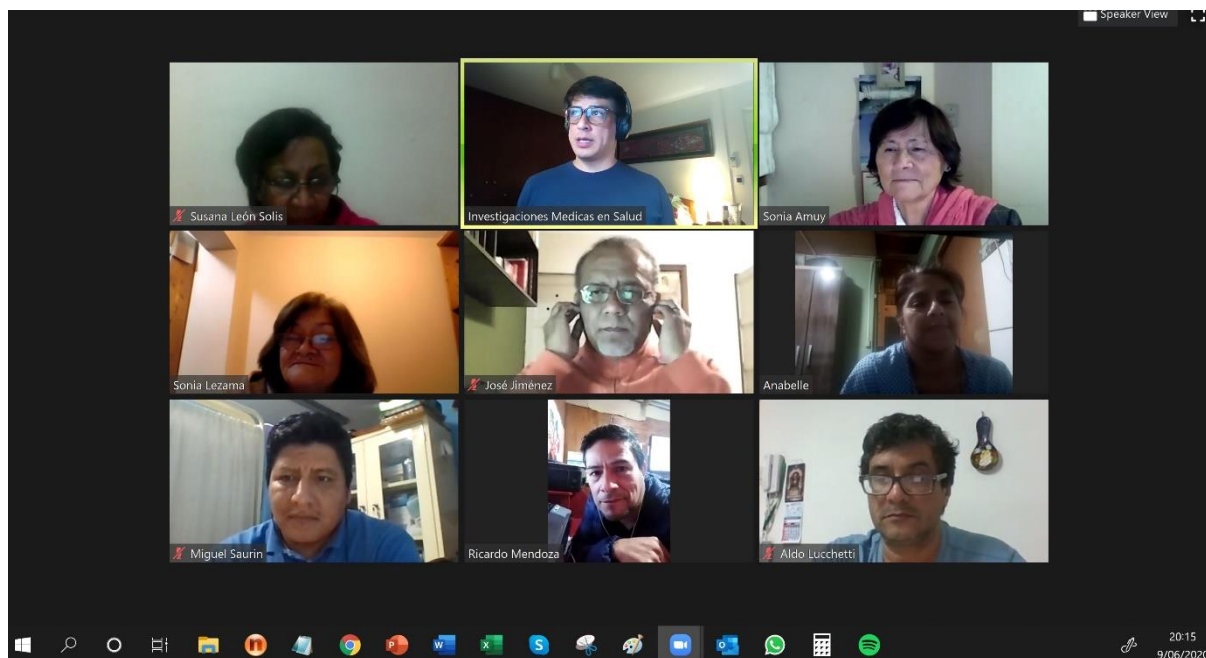 Speaker View
Susana León Solis
Investigaciones Medicas en Salud
Sonia Amuy
Sonia Lezama
José Jiménez
Anabelle
Miguel Saurin
Ricardo Mendoza
Aldo Lucchetti
20:15
9/06/2020